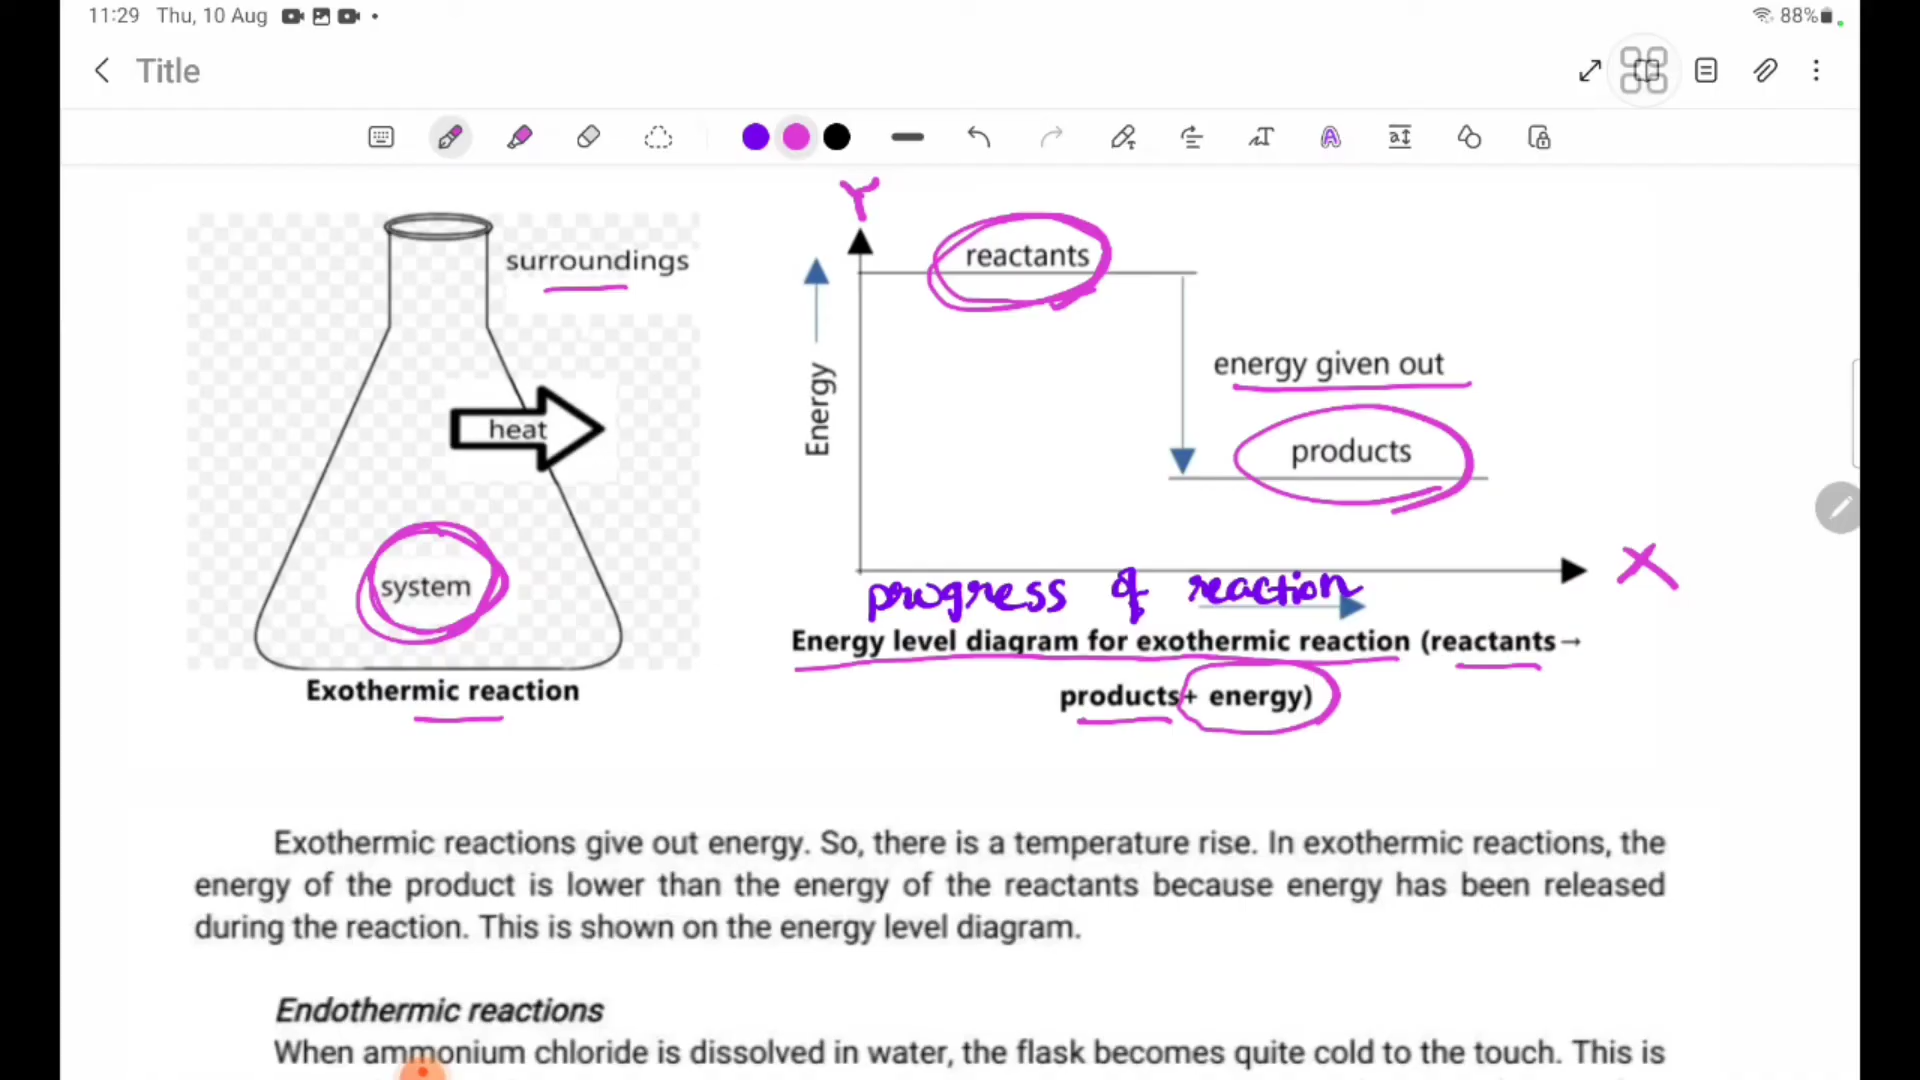 11:29 Thu, 10 Aug
88%
Title
Y
surroundings
reactants
energy given out
Energy
heat
products
system
X
progress of reaction
Energy level diagram for exothermic reaction (reactants→
products+ energy)
Exothermic reaction
Exothermic reactions give out energy. So, there is a temperature rise. In exothermic reactions, the
energy of the product is lower than the energy of the reactants because energy has been released
during the reaction. This is shown on the energy level diagram.
Endothermic reactions
When ammonium chloride is dissolved in water, the flask becomes quite cold to the touch. This is